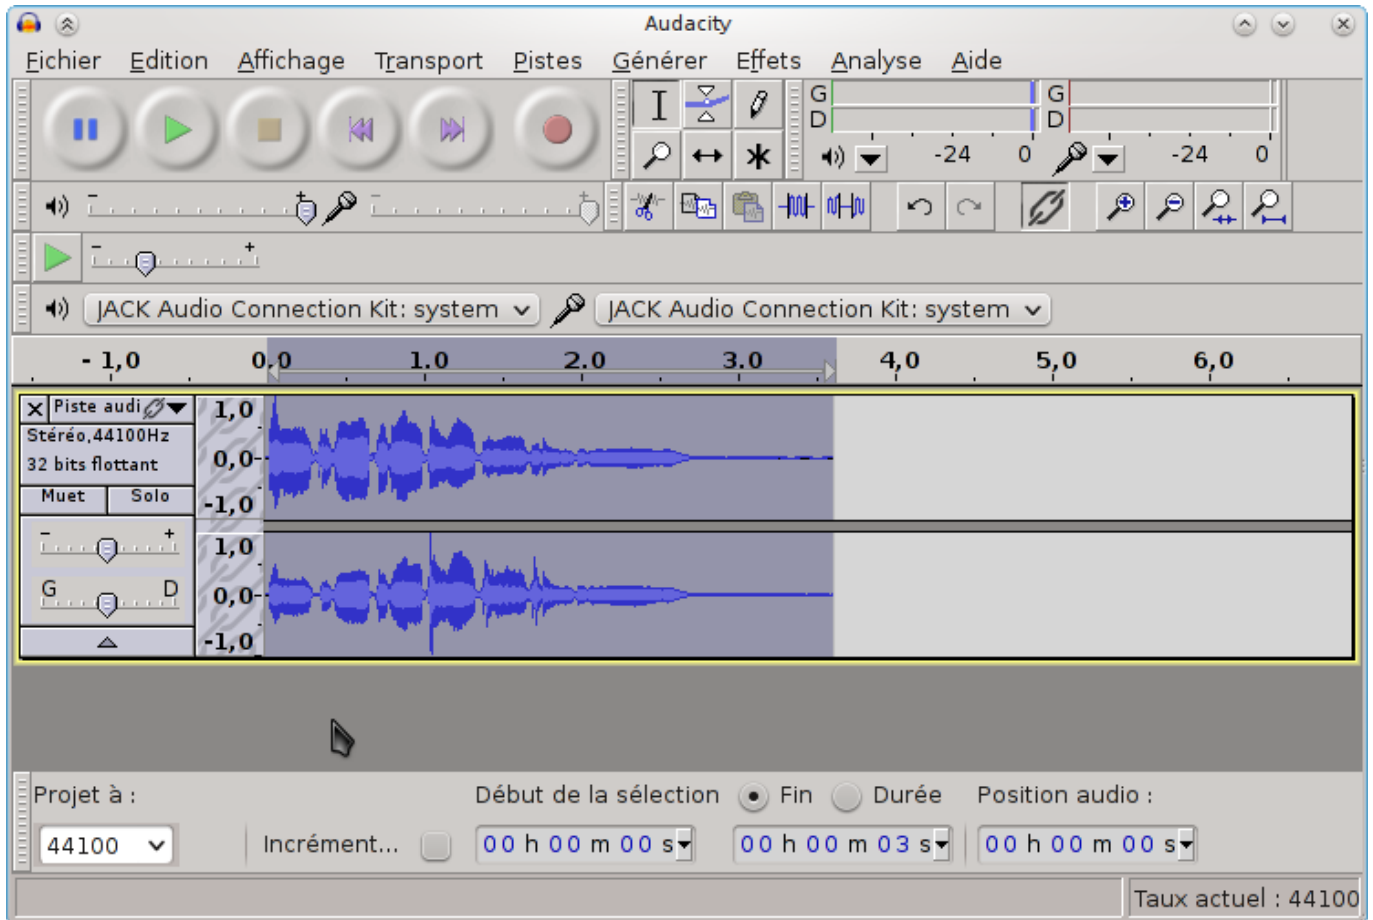 Audacity
Fichier Edition Affichage Transport Pistes Générer Effets Analyse Aide
G G
D D
-24 0 -24 0
- + - +
- +
JACK Audio Connection Kit: system JACK Audio Connection Kit: system
- 1,0 0,0 1.0 2.0 3.0 4,0 5,0 6,0
Piste audi 1,0
Stéréo,44100Hz
32 bits flottant 0,0-
Muet Solo -1,0
- + 1,0
G D 0,0-
-1,0
Projet à : Début de la sélection Fin Durée Position audio :
44100 Incrément... 00 h 00 m 00 s 00 h 00 m 03 s 00 h 00 m 00 s
Taux actuel : 44100